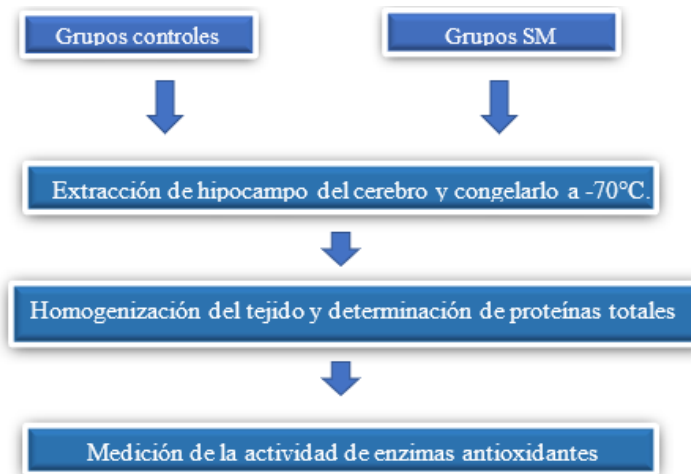 Grupos controles
Grupos SM
Extracción de hipocampo del cerebro y congelarlo a -70°C.
Homogenización del tejido y determinación de proteínas totales
Medición de la actividad de enzimas antioxidantes